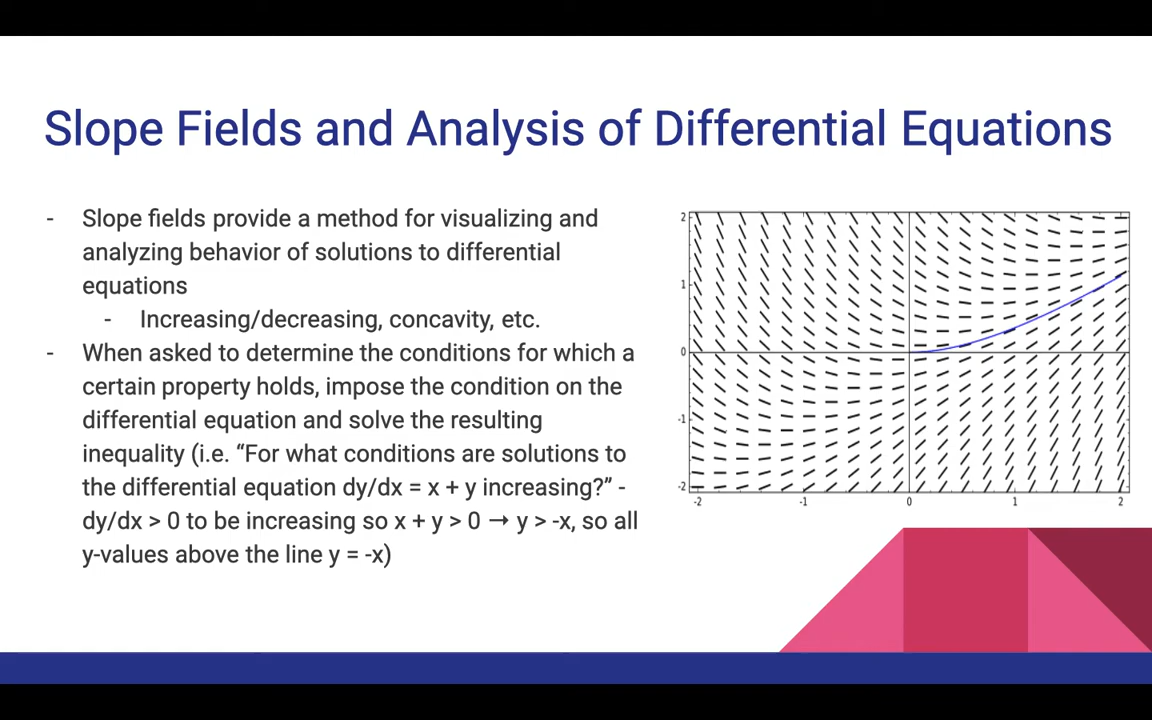 Slope Fields and Analysis of Differential Equations
- Slope fields provide a method for visualizing and
analyzing behavior of solutions to differential
equations
- Increasing/decreasing, concavity, etc.
- When asked to determine the conditions for which a
certain property holds, impose the condition on the
differential equation and solve the resulting
inequality (i.e. “For what conditions are solutions to
the differential equation dy/dx = x + y increasing?” -
dy/dx > 0 to be increasing so x + y > 0 → y > -x, so all
y-values above the line y = -x)
2
1
0
-1
-2
-2 -1 0 1 2